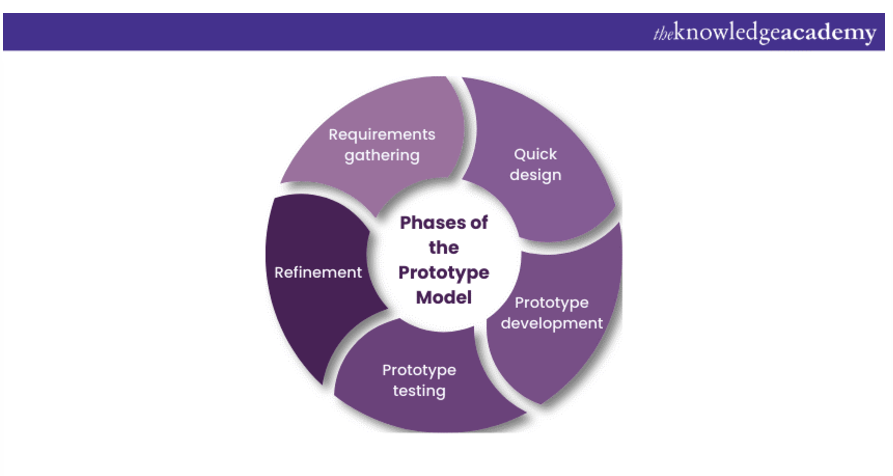 theknowledgeacademy
Requirements
gathering
Quick
design
Phases of
the
Prototype
Model
Refinement
Prototype
development
Prototype
testing